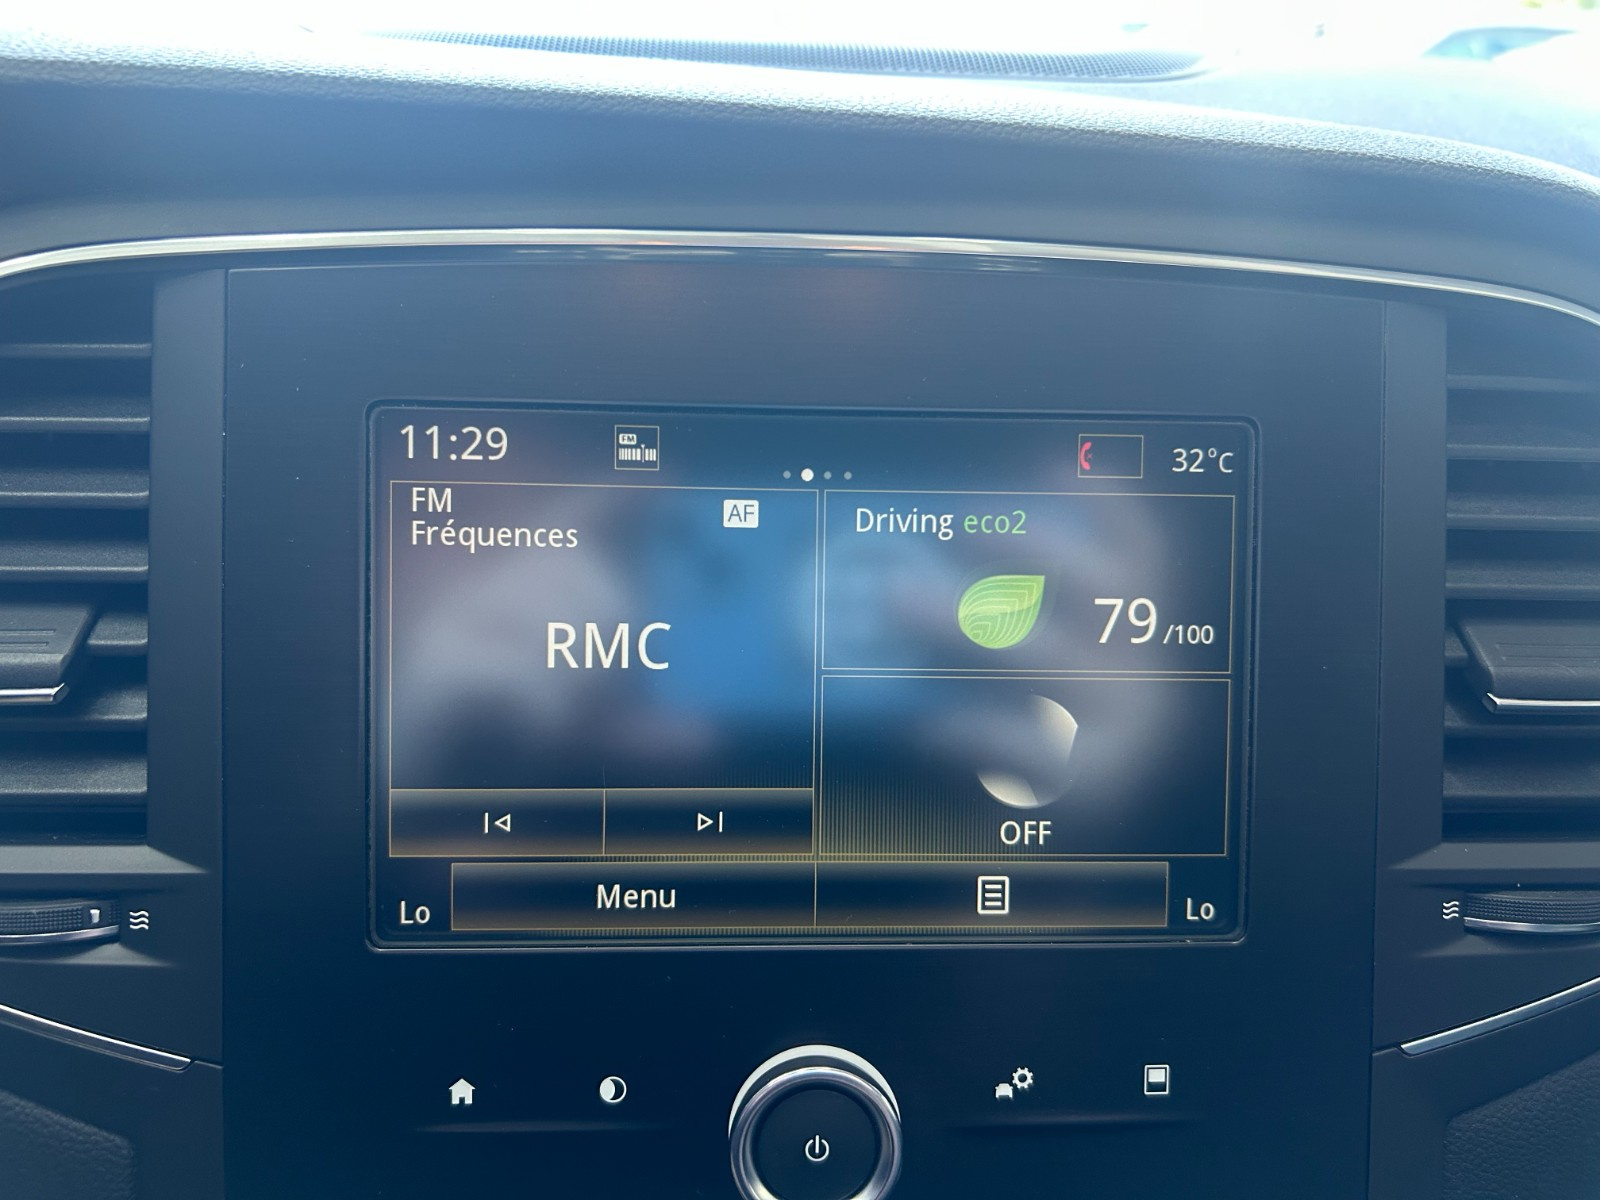 11:29
FM
32°C
FM
Fréquences
AF
RMC
Driving eco2
79/100
OFF
Lo
Menu
Lo